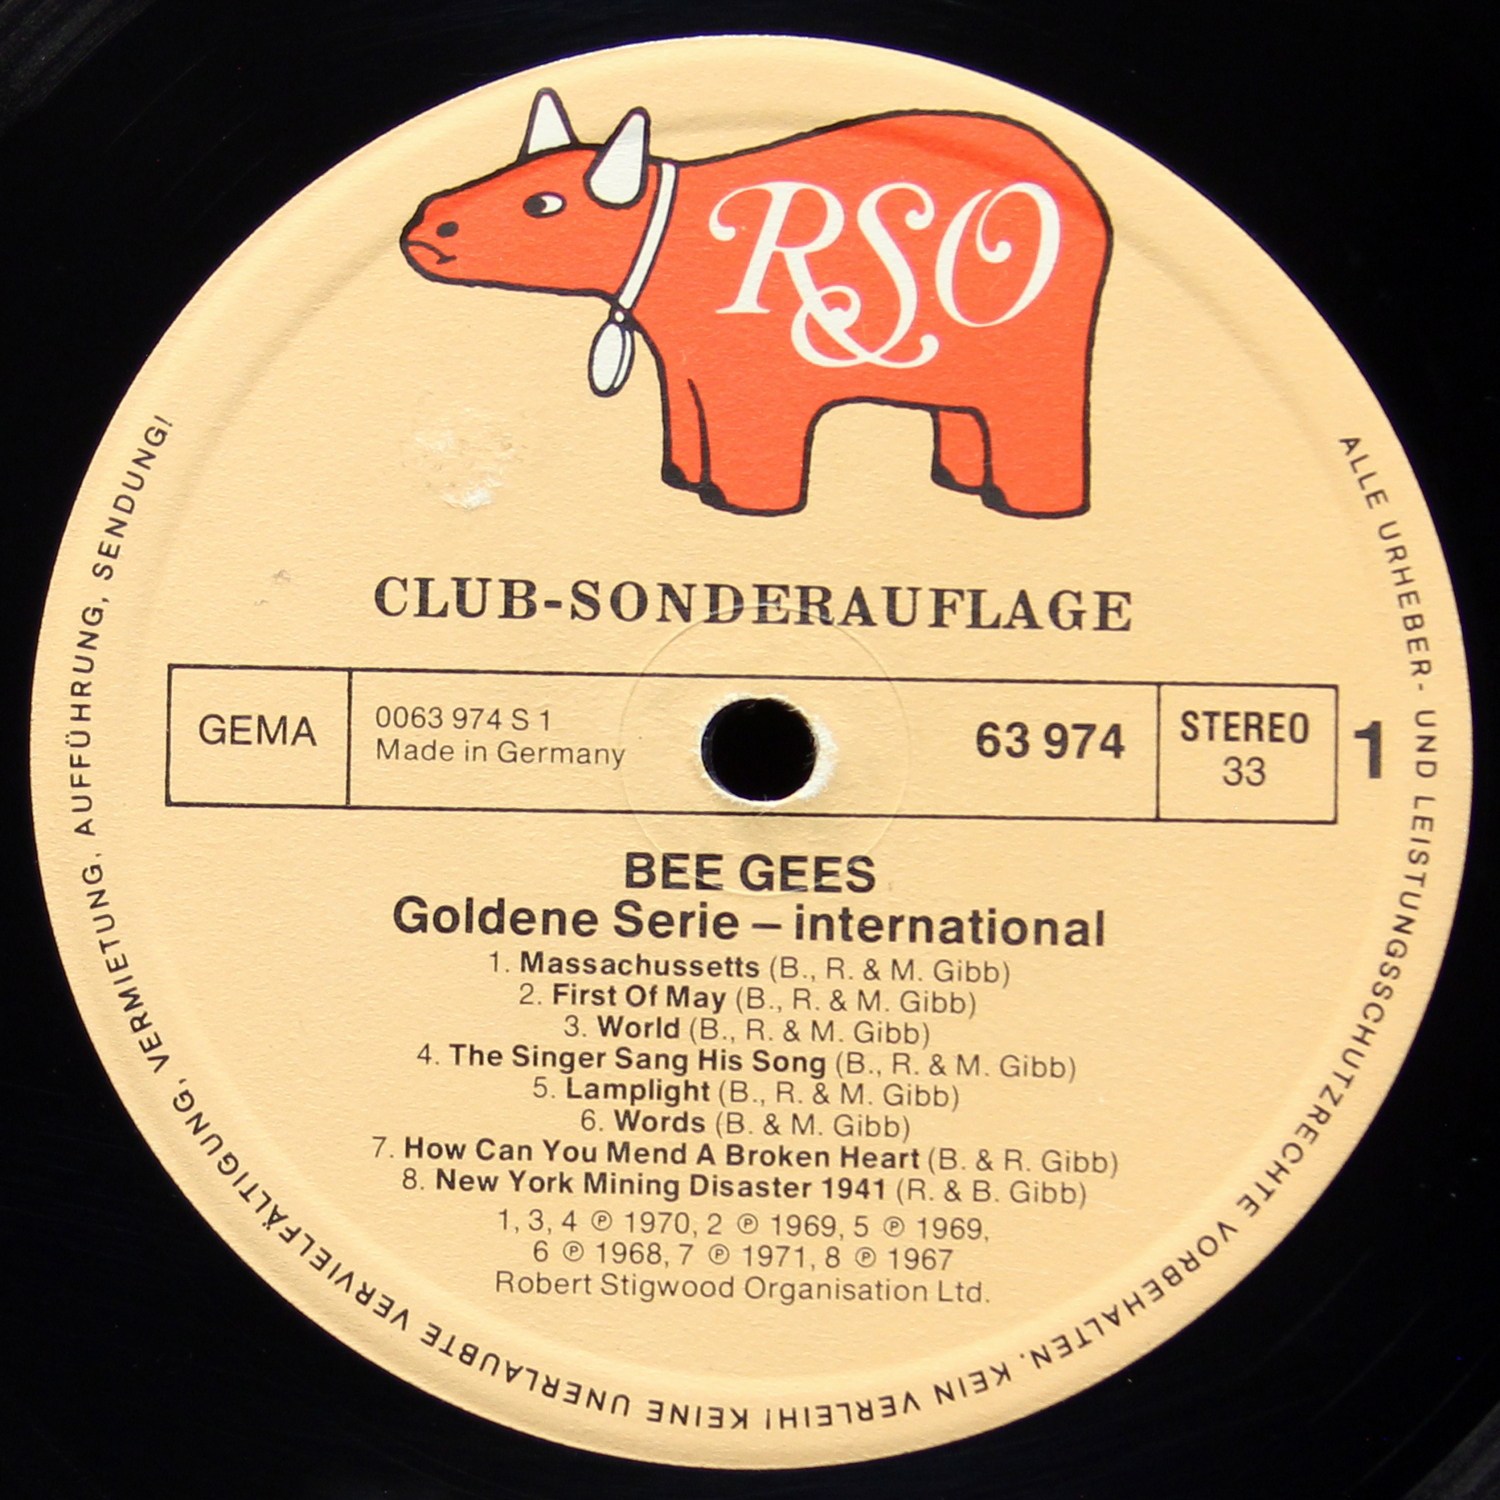 RSO
CLUB-SONDERAUFLAGE
GEMA
0063 974 S 1
Made in Germany
63 974
STEREO
33
1
BEE GEES
Goldene Serie – international
1. Massachussetts (B., R. & M. Gibb)
2. First Of May (B., R. & M. Gibb)
3. World (B., R. & M. Gibb)
4. The Singer Sang His Song (B., R. & M. Gibb)
5. Lamplight (B., R. & M. Gibb)
6. Words (B. & M. Gibb)
7. How Can You Mend A Broken Heart (B. & R. Gibb)
8. New York Mining Disaster 1941 (R. & B. Gibb)
1, 3, 4 ℗ 1970, 2 ℗ 1969, 5 ℗ 1969,
6 ℗ 1968, 7 ℗ 1971, 8 ℗ 1967
Robert Stigwood Organisation Ltd.
ALLE URHEBER- UND LEISTUNGSSCHUTZRECHTE VORBEHALTEN. KEIN VERLEIH! KEINE UNERLAUBTE VERVIELFÄLTIGUNG, VERMIETUNG, AUFFÜHRUNG, SENDUNG!